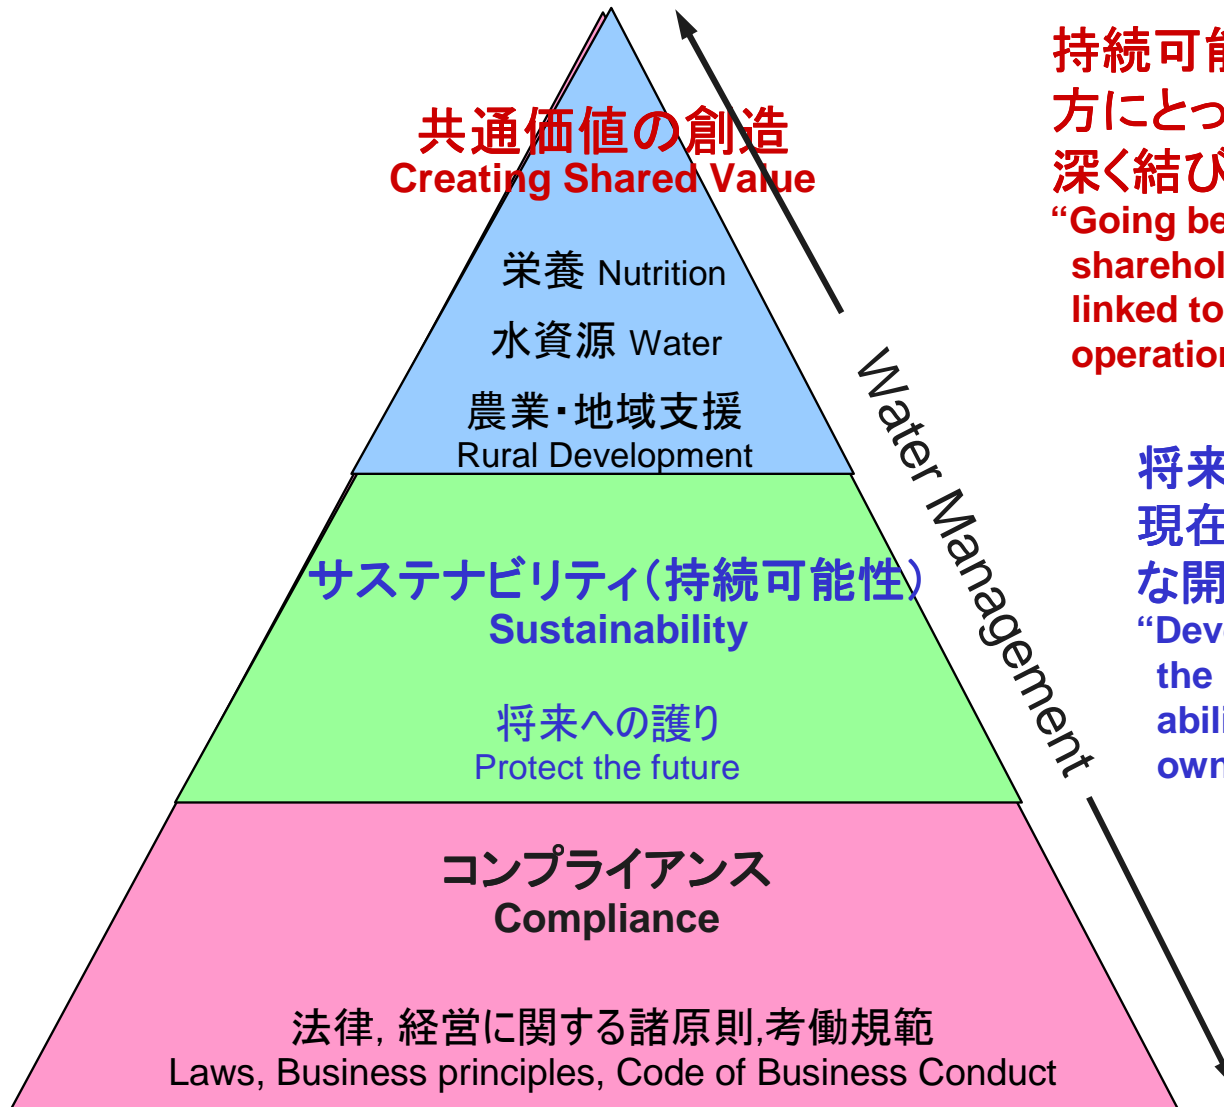 共通価値の創造
Creating Shared Value
栄養 Nutrition
水資源 Water
農業・地域支援
Rural Development
サステナビリティ(持続可能性)
Sustainability
将来への護り
Protect the future
コンプライアンス
Compliance
法律, 経営に関する諸原則,考働規範
Laws, Business principles, Code of Business Conduct
Water Management
持続可能
方にとっ
深く結び
“Going be
sharehol
linked to
operation
将来
現在
な開
“Deve
the
abili
own